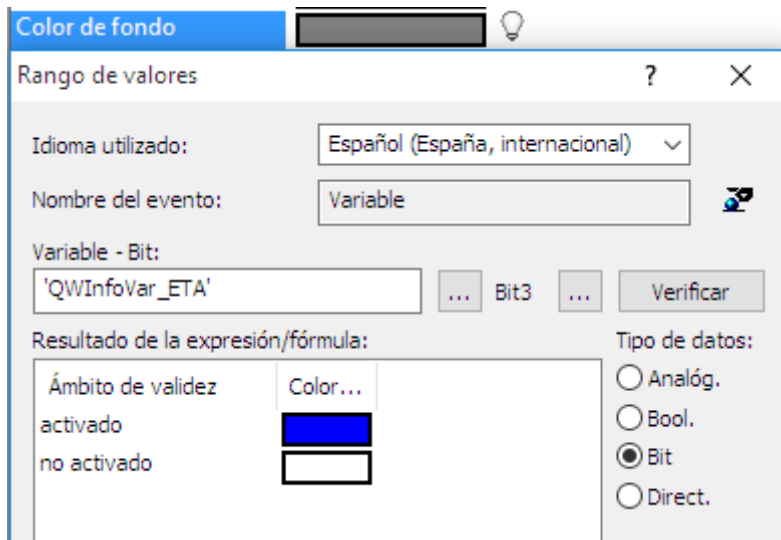 Color de fondo
Rango de valores ?
Idioma utilizado: Español (España, internacional)
Nombre del evento: Variable
Variable - Bit:
'QWInfoVar_ETA' ... Bit3 ... Verificar
Resultado de la expresión/fórmula: Tipo de datos:
Ámbito de validez Color... Analóg.
activado Bool.
no activado Bit
Direct.